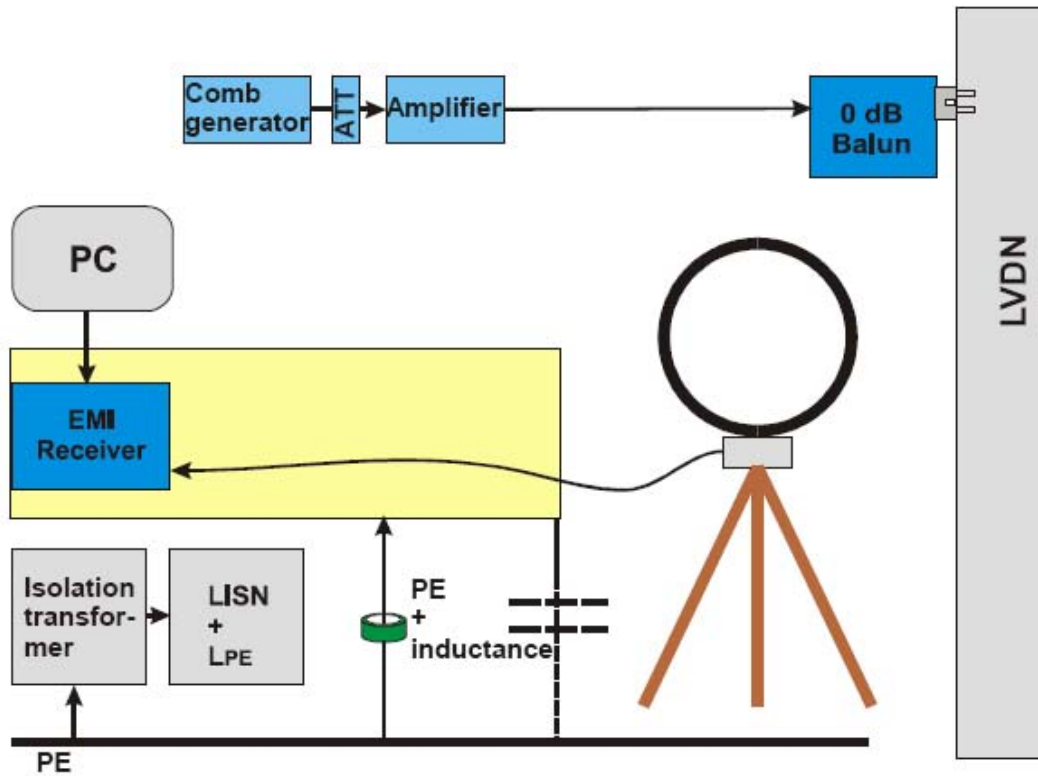 Comb
generator
ATT
Amplifier
0 dB
Balun
LVDN
PC
EMI
Receiver
Isolation
transfor-
mer
LISN
+
LPE
PE
+
inductance
PE